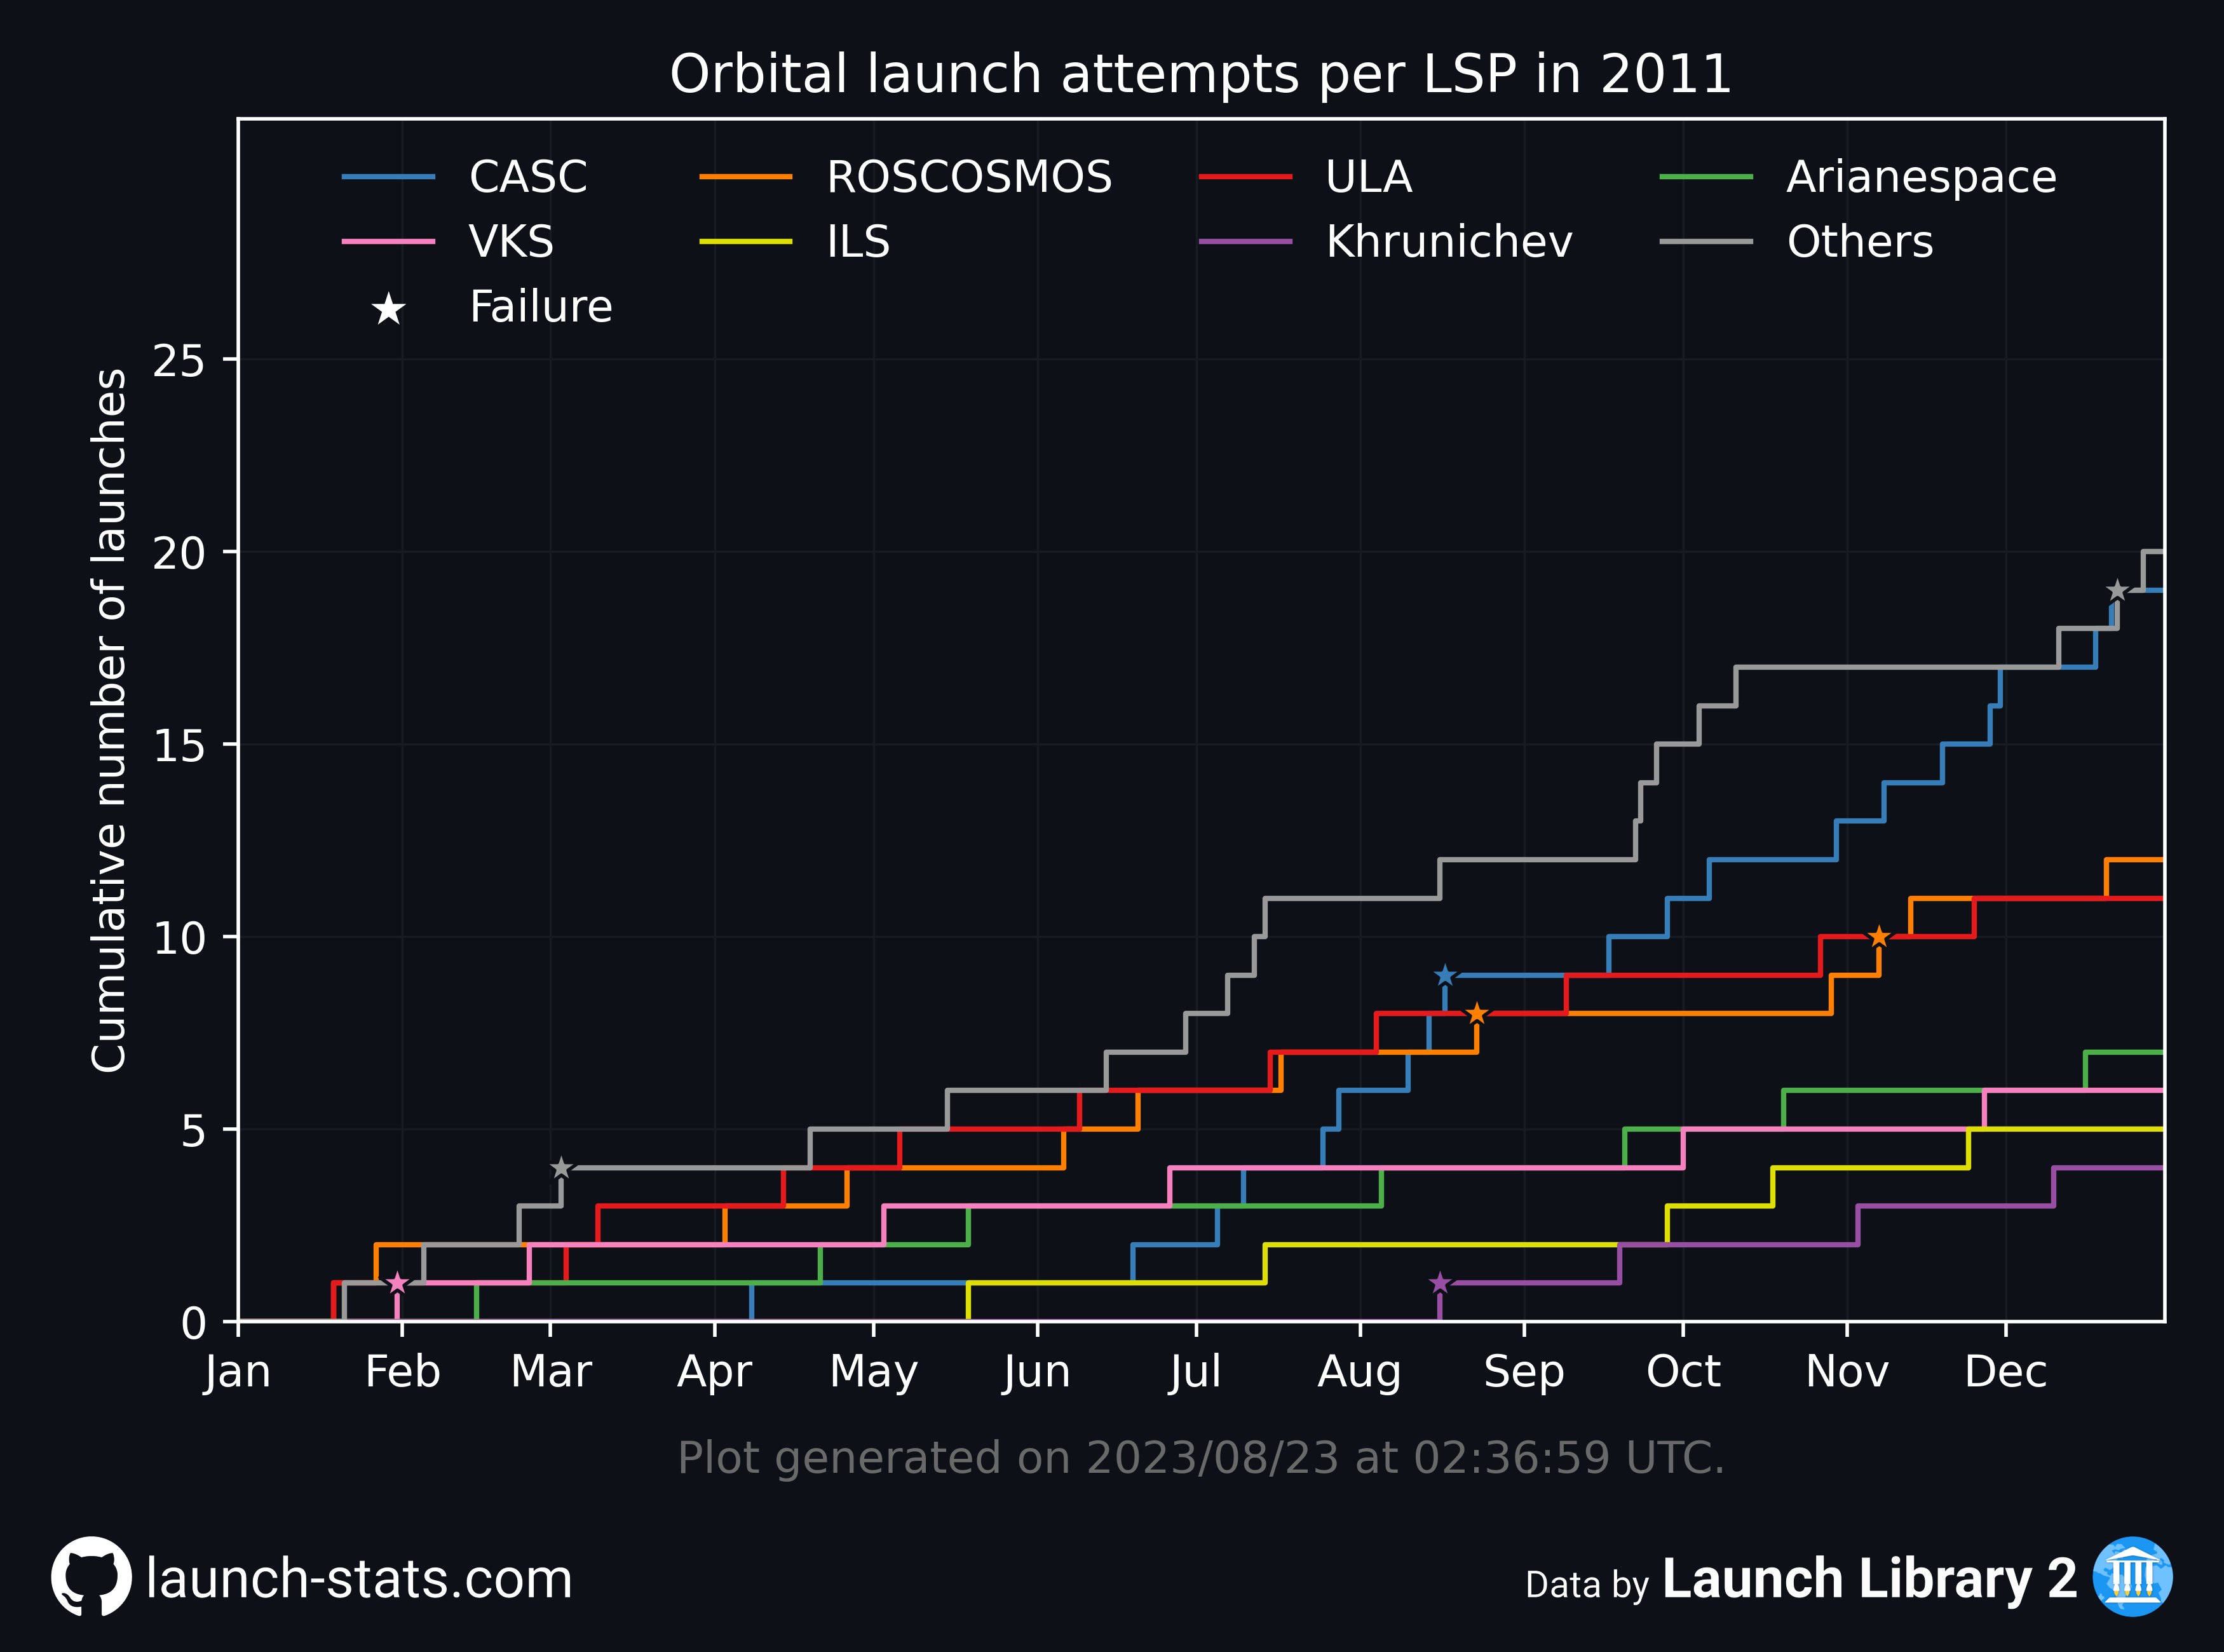 Orbital launch attempts per LSP in 2011
CASC ROSCOSMOS ULA Arianespace
VKS ILS Khrunichev Others
Failure
Cumulative number of launches
25
20
15
10
5
0
Jan Feb Mar Apr May Jun Jul Aug Sep Oct Nov Dec
Plot generated on 2023/08/23 at 02:36:59 UTC.
launch-stats.com
Data by Launch Library 2